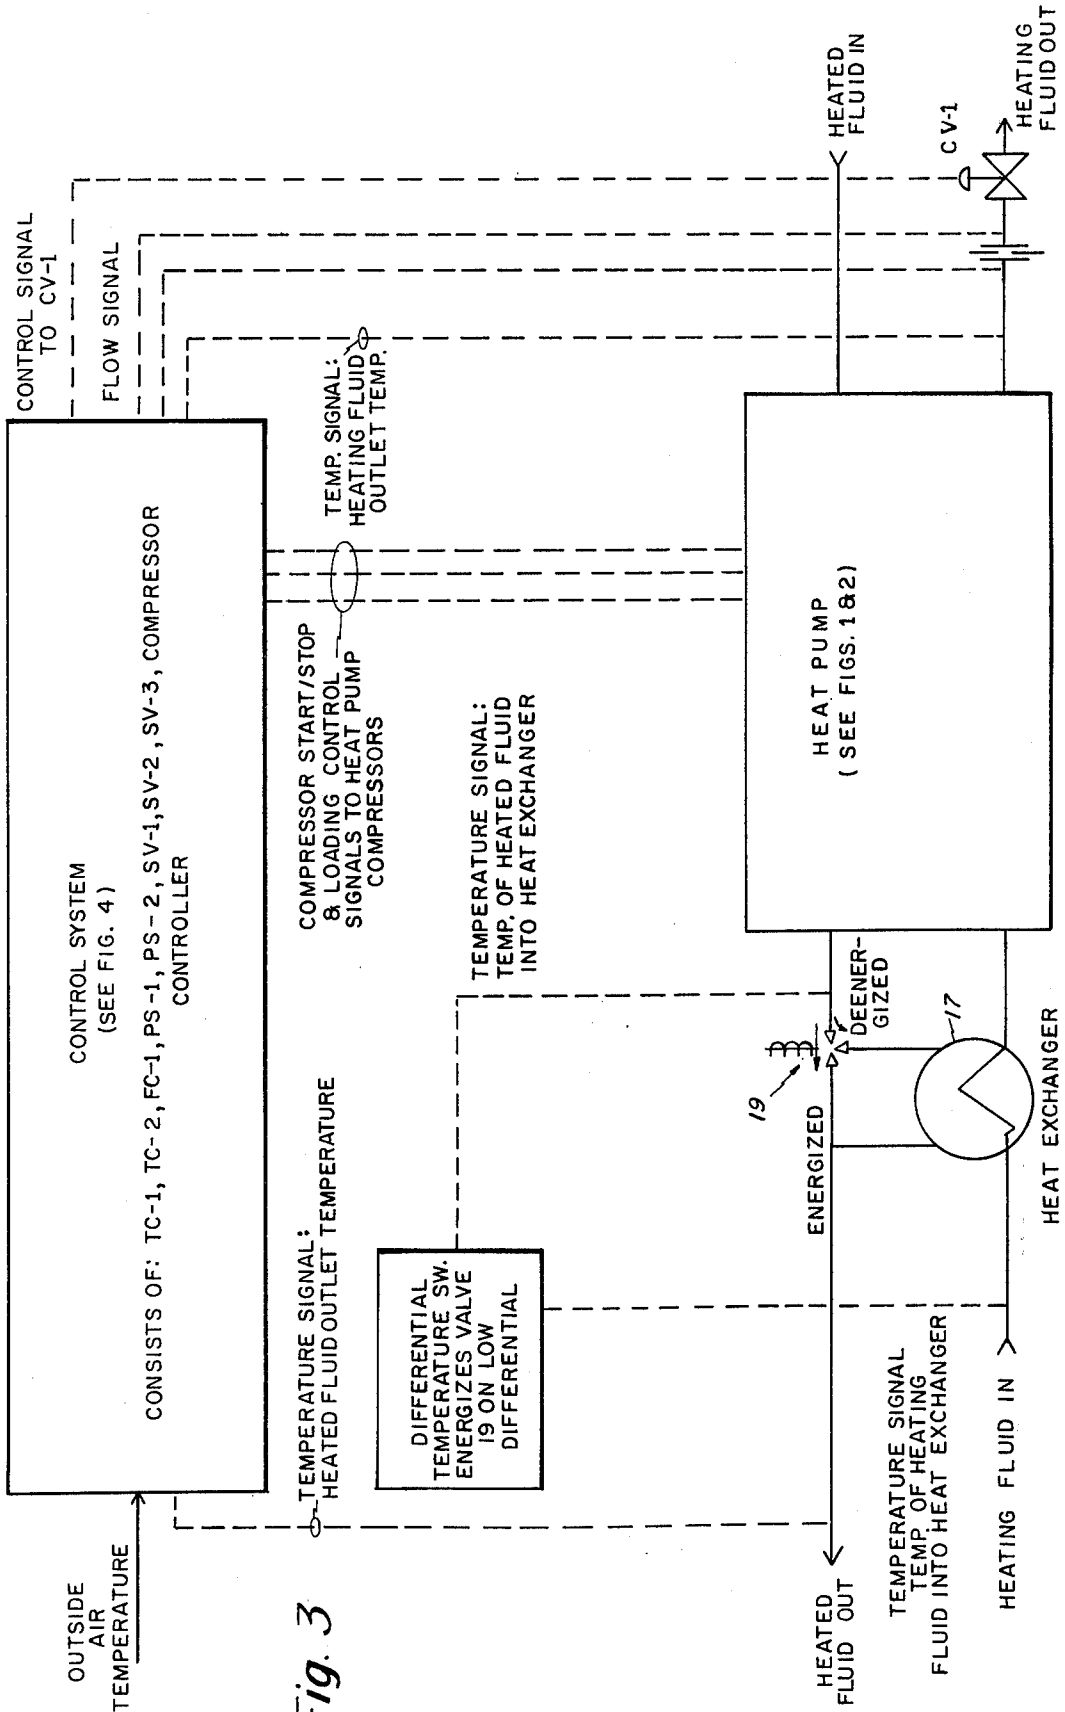 OUTSIDE
AIR
TEMPERATURE
CONTROL SYSTEM
(SEE FIG. 4)
CONSISTS OF: TC-1, TC-2, FC-1, PS-1, PS-2, SV-1, SV-2, SV-3, COMPRESSOR
CONTROLLER
CONTROL SIGNAL
TO CV-1
FLOW SIGNAL
TEMPERATURE SIGNAL:
HEATED FLUID OUTLET TEMPERATURE
COMPRESSOR START/STOP
& LOADING CONTROL
SIGNALS TO HEAT PUMP
COMPRESSORS
TEMP. SIGNAL:
HEATING FLUID
OUTLET TEMP.
DIFFERENTIAL
TEMPERATURE SW.
ENERGIZES VALVE
19 ON LOW
DIFFERENTIAL
TEMPERATURE SIGNAL:
TEMP. OF HEATED FLUID
INTO HEAT EXCHANGER
Fig. 3
19
ENERGIZED
DEENER-
GIZED
17
HEAT PUMP
(SEE FIGS. 1&2)
HEATED
FLUID IN
CV-1
HEATING
FLUID OUT
HEATED
FLUID OUT
TEMPERATURE SIGNAL
TEMP. OF HEATING
FLUID INTO HEAT EXCHANGER
HEATING FLUID IN
HEAT EXCHANGER